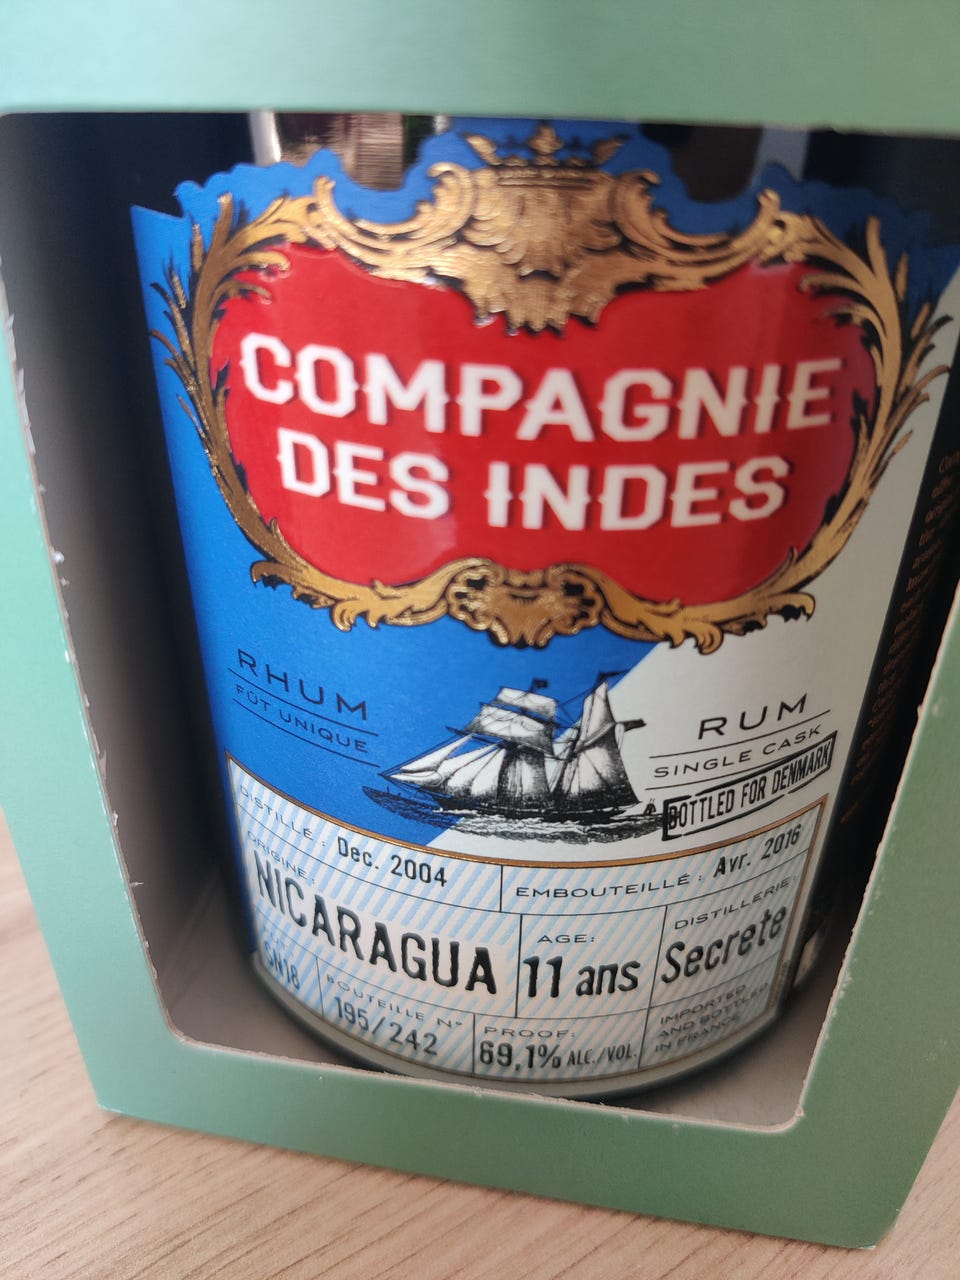 COMPAGNIE
DES INDES
RHUM
FÛT UNIQUE
RUM
SINGLE CASK
BOTTLED FOR DENMARK
DISTILLÉ : Dec. 2004
EMBOUTEILLÉ : Avr. 2016
ORIGINE:
NICARAGUA
AGE:
11 ans
DISTILLERIE:
Secrete
BOUTEILLE N°
195/242
PROOF:
69,1% ALC./VOL.
IMPORTED
AND BOTTLED
IN FRANCE